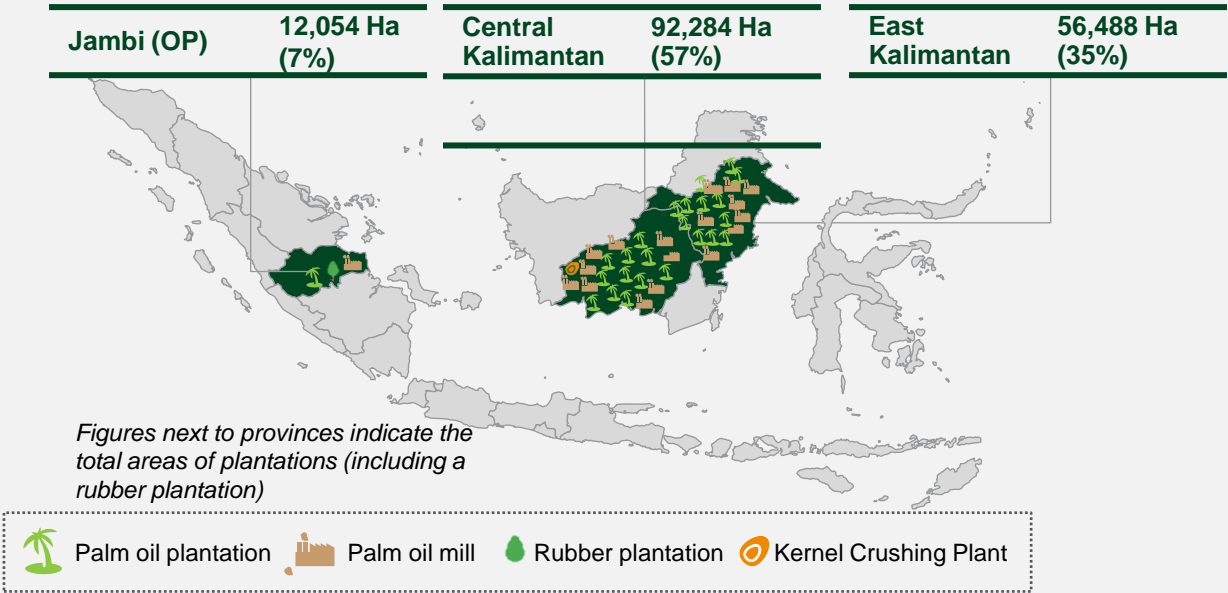 Jambi (OP)
12,054 Ha
(7%)
Central
Kalimantan
92,284 Ha
(57%)
East
Kalimantan
56,488 Ha
(35%)
Figures next to provinces indicate the
total areas of plantations (including a
rubber plantation)
Palm oil plantation
Palm oil mill
Rubber plantation
Kernel Crushing Plant